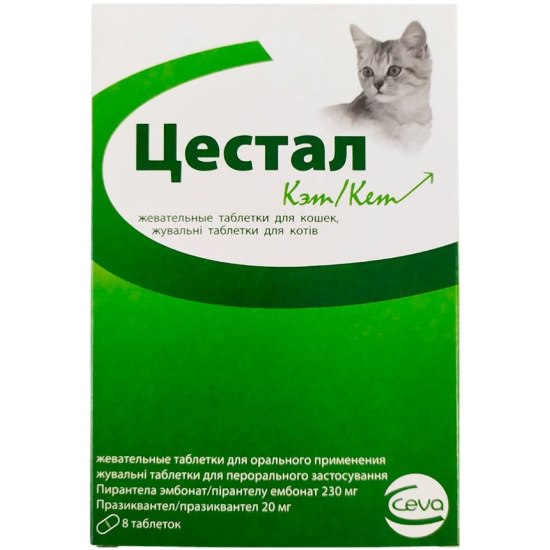 Цестал
Кэт/Кет
жевательные таблетки для кошек,
жувальні таблетки для котів
жевательные таблетки для орального применения
жувальні таблетки для перорального застосування
Пирантела эмбонат/пірантелу ембонат 230 мг
Празиквантел/празиквантел 20 мг
8 таблеток
ceva